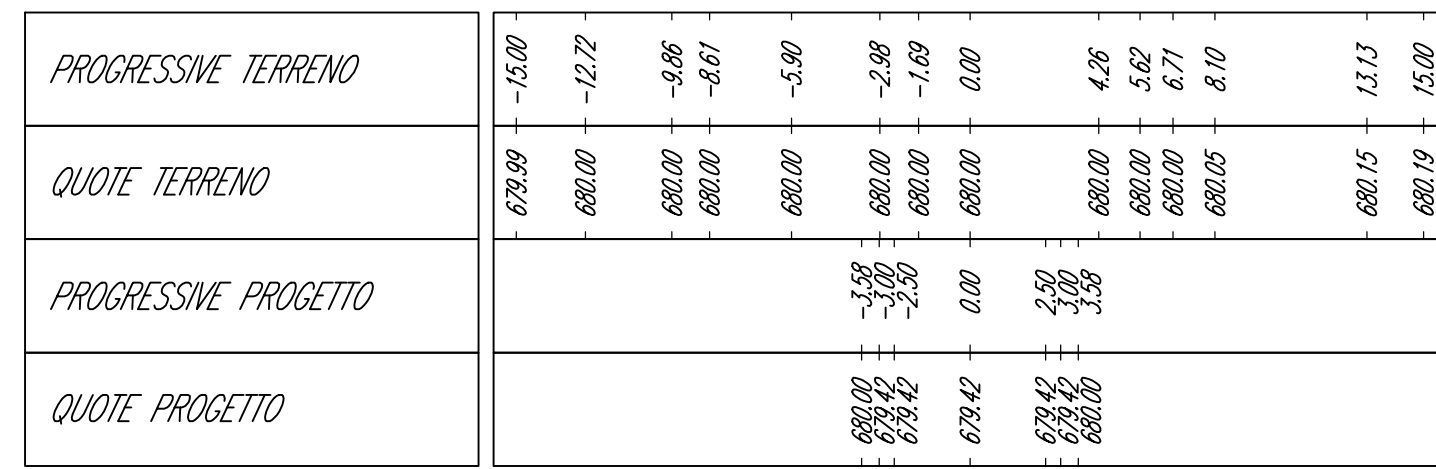 PROGRESSIVE TERRENO -15.00 -12.72 -9.86 -8.61 -5.90 -2.98 -1.69 0.00 4.26 5.62 6.71 8.10 13.13 15.00
QUOTE TERRENO 679.99 680.00 680.00 680.00 680.00 680.00 680.00 680.00 680.00 680.00 680.00 680.05 680.15 680.19
PROGRESSIVE PROGETTO -3.58 -3.00 -2.50 0.00 2.50 3.00 3.58
QUOTE PROGETTO 680.00 679.42 679.42 679.42 679.42 679.42 680.00